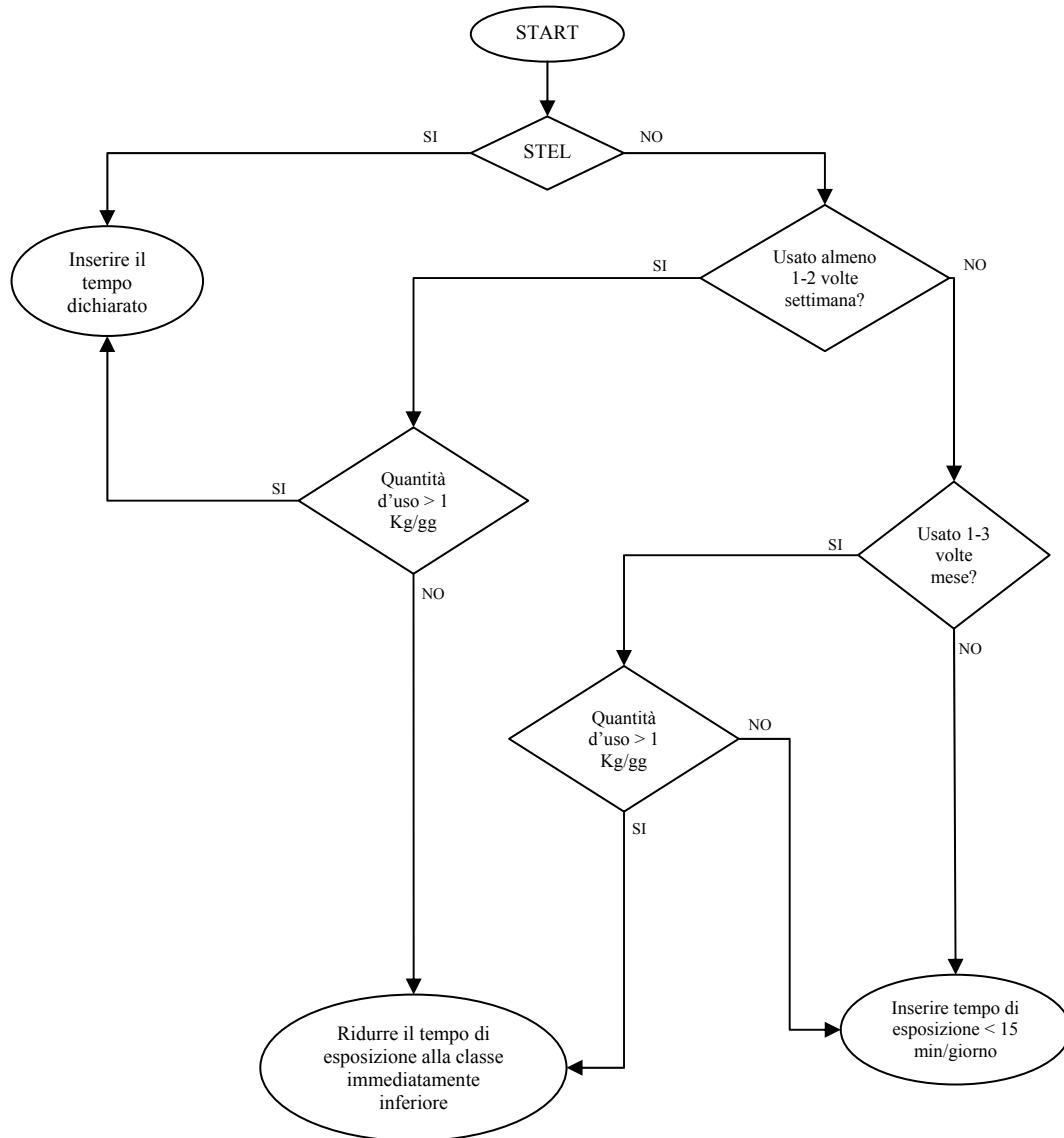 START
SI
STEL
NO
Inserire il
tempo
dichiarato
SI
Usato almeno
1-2 volte
settimana?
NO
SI
Quantità
d’uso > 1
Kg/gg
NO
SI
Usato 1-3
volte
mese?
NO
Quantità
d’uso > 1
Kg/gg
NO
SI
Ridurre il tempo di
esposizione alla classe
immediatamente
inferiore
Inserire tempo di
esposizione < 15
min/giorno